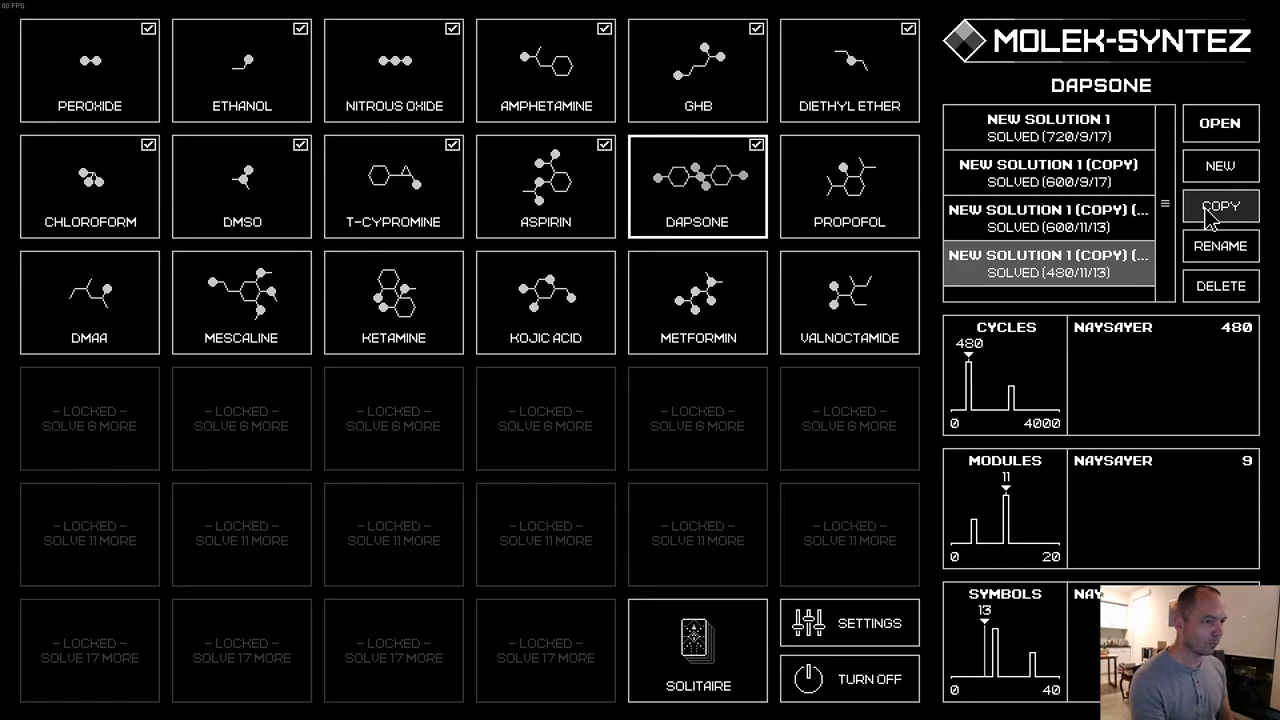 60 FPS
PEROXIDE
ETHANOL
NITROUS OXIDE
AMPHETAMINE
GHB
DIETHYL ETHER
CHLOROFORM
DMSO
T-CYPROMINE
ASPIRIN
DAPSONE
PROPOFOL
DMAA
MESCALINE
KETAMINE
KOJIC ACID
METFORMIN
VALNOCTAMIDE
- LOCKED -
SOLVE 6 MORE
- LOCKED -
SOLVE 6 MORE
- LOCKED -
SOLVE 6 MORE
- LOCKED -
SOLVE 6 MORE
- LOCKED -
SOLVE 6 MORE
- LOCKED -
SOLVE 6 MORE
- LOCKED -
SOLVE 11 MORE
- LOCKED -
SOLVE 11 MORE
- LOCKED -
SOLVE 11 MORE
- LOCKED -
SOLVE 11 MORE
- LOCKED -
SOLVE 11 MORE
- LOCKED -
SOLVE 11 MORE
- LOCKED -
SOLVE 17 MORE
- LOCKED -
SOLVE 17 MORE
- LOCKED -
SOLVE 17 MORE
- LOCKED -
SOLVE 17 MORE
SOLITAIRE
SETTINGS
TURN OFF
MOLEK-SYNTEZ
DAPSONE
NEW SOLUTION 1
SOLVED (720/9/17)
NEW SOLUTION 1 (COPY)
SOLVED (600/9/17)
NEW SOLUTION 1 (COPY) (...
SOLVED (600/11/13)
NEW SOLUTION 1 (COPY) (...
SOLVED (480/11/13)
OPEN
NEW
COPY
RENAME
DELETE
CYCLES
480
0 4000
NAYSAYER 480
MODULES
11
0 20
NAYSAYER 9
SYMBOLS
13
0 40
NAY